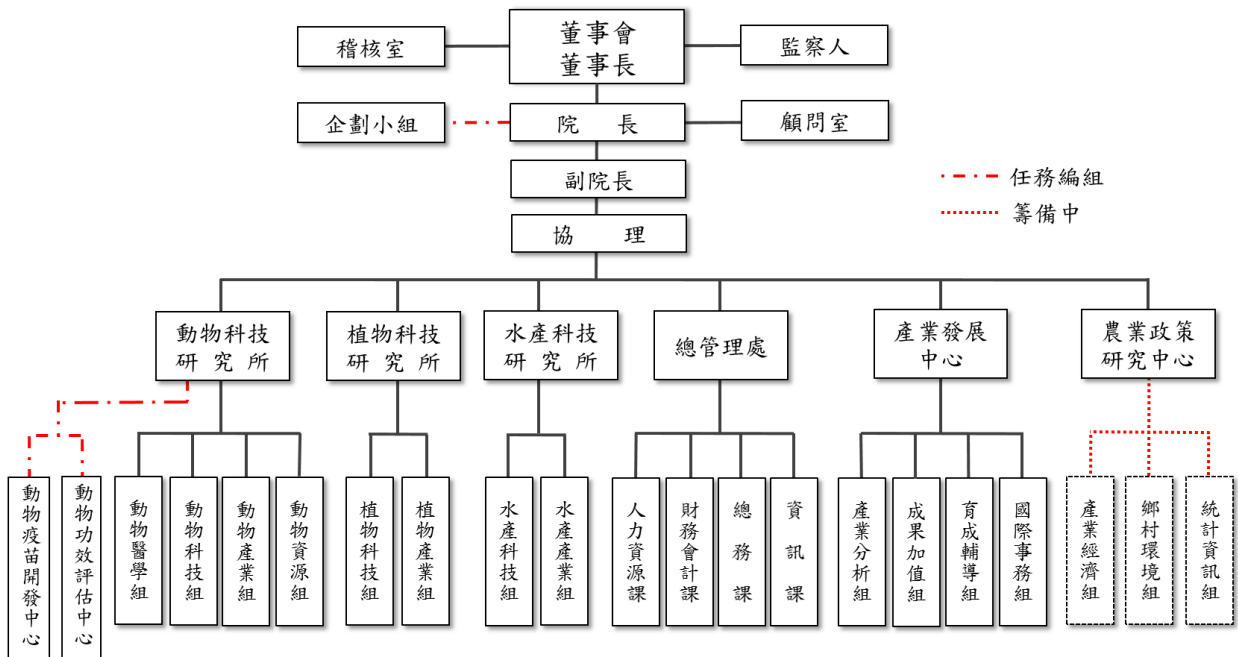 稽核室
董事會
董事長
監察人
企劃小組
院 長
顧問室
副院長
任務編組
籌備中
協 理
動物科技
研究所
植物科技
研究所
水產科技
研究所
總管理處
產業發展
中心
農業政策
研究中心
動物疫苗開發中心
動物功效評估中心
動物醫學組
動物科技組
動物產業組
動物資源組
植物科技組
植物產業組
水產科技組
水產產業組
人力資源課
財務會計課
總務課
資訊課
產業分析組
成果加值組
育成輔導組
國際事務組
產業經濟組
鄉村環境組
統計資訊組